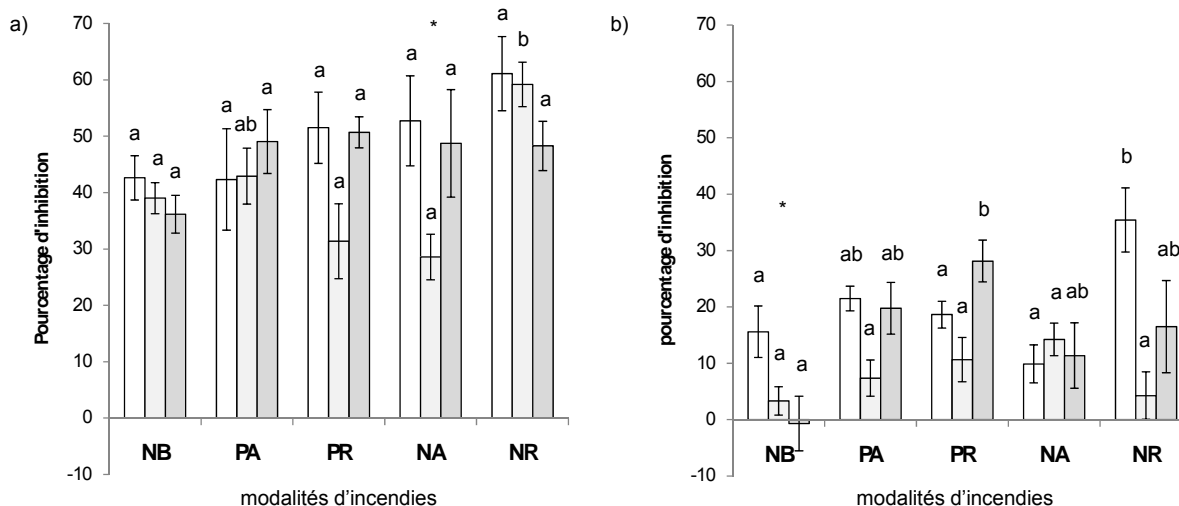 a)
Pourcentage d'inhibition
70
60
50
40
30
20
10
0
-10
a a a
a ab a
a a a
a * a a
a b a
NB PA PR NA NR
modalités d'incendies
b)
pourcentage d'inhibition
70
60
50
40
30
20
10
0
-10
a * a a
ab a ab
a a b
a a ab
b a ab
NB PA PR NA NR
modalités d'incendies